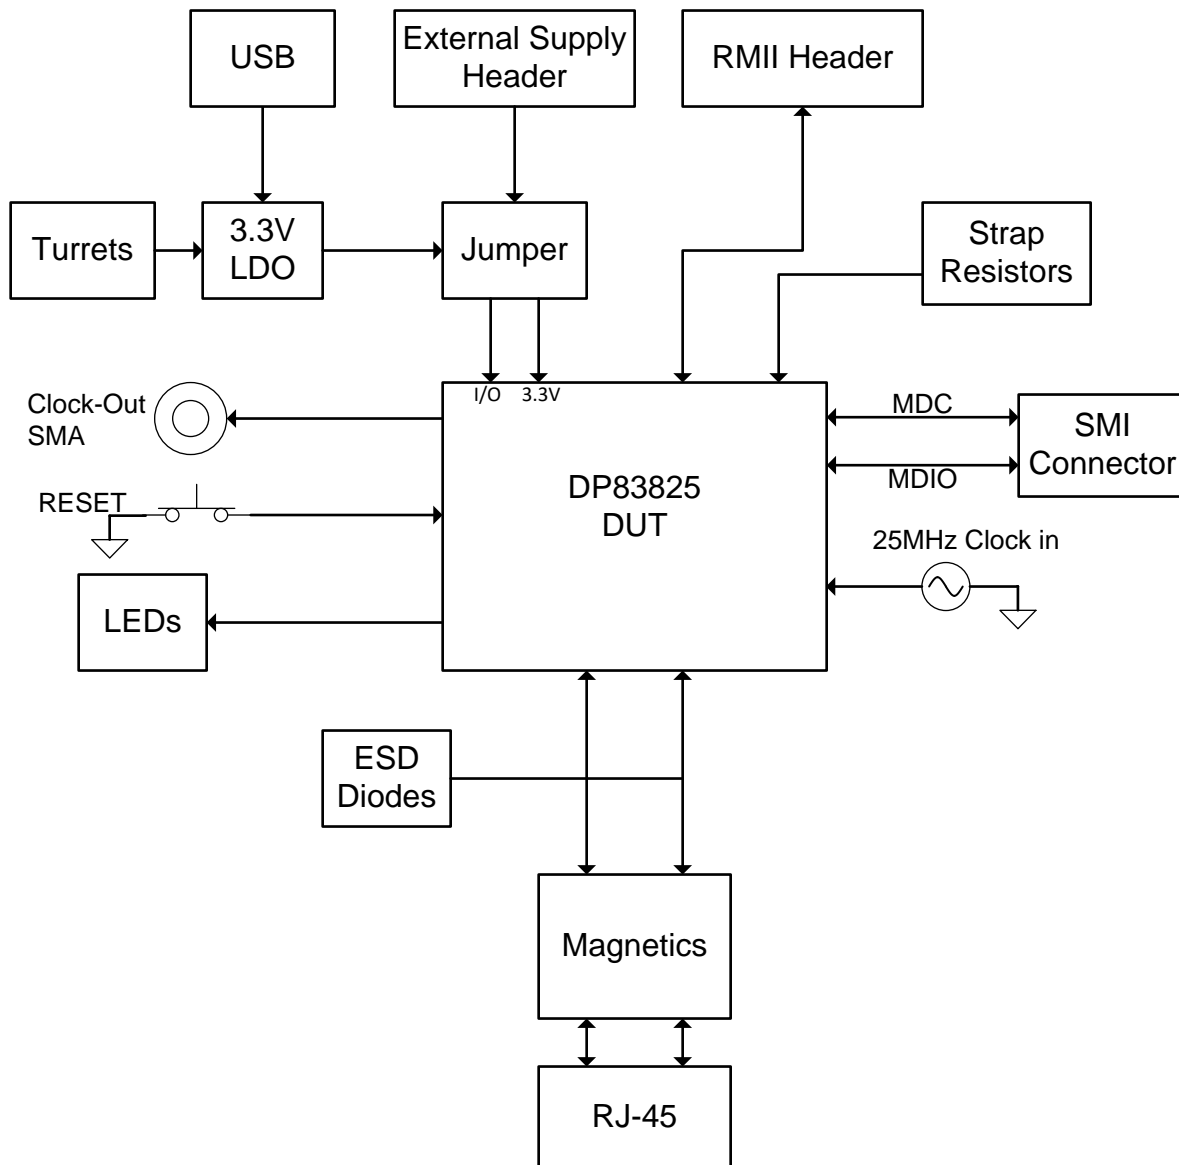 USB
External Supply
Header
RMII Header
Turrets
3.3V
LDO
Jumper
Strap
Resistors
I/O
3.3V
Clock-Out
SMA
MDC
SMI
Connector
MDIO
DP83825
DUT
RESET
25MHz Clock in
LEDs
ESD
Diodes
Magnetics
RJ-45